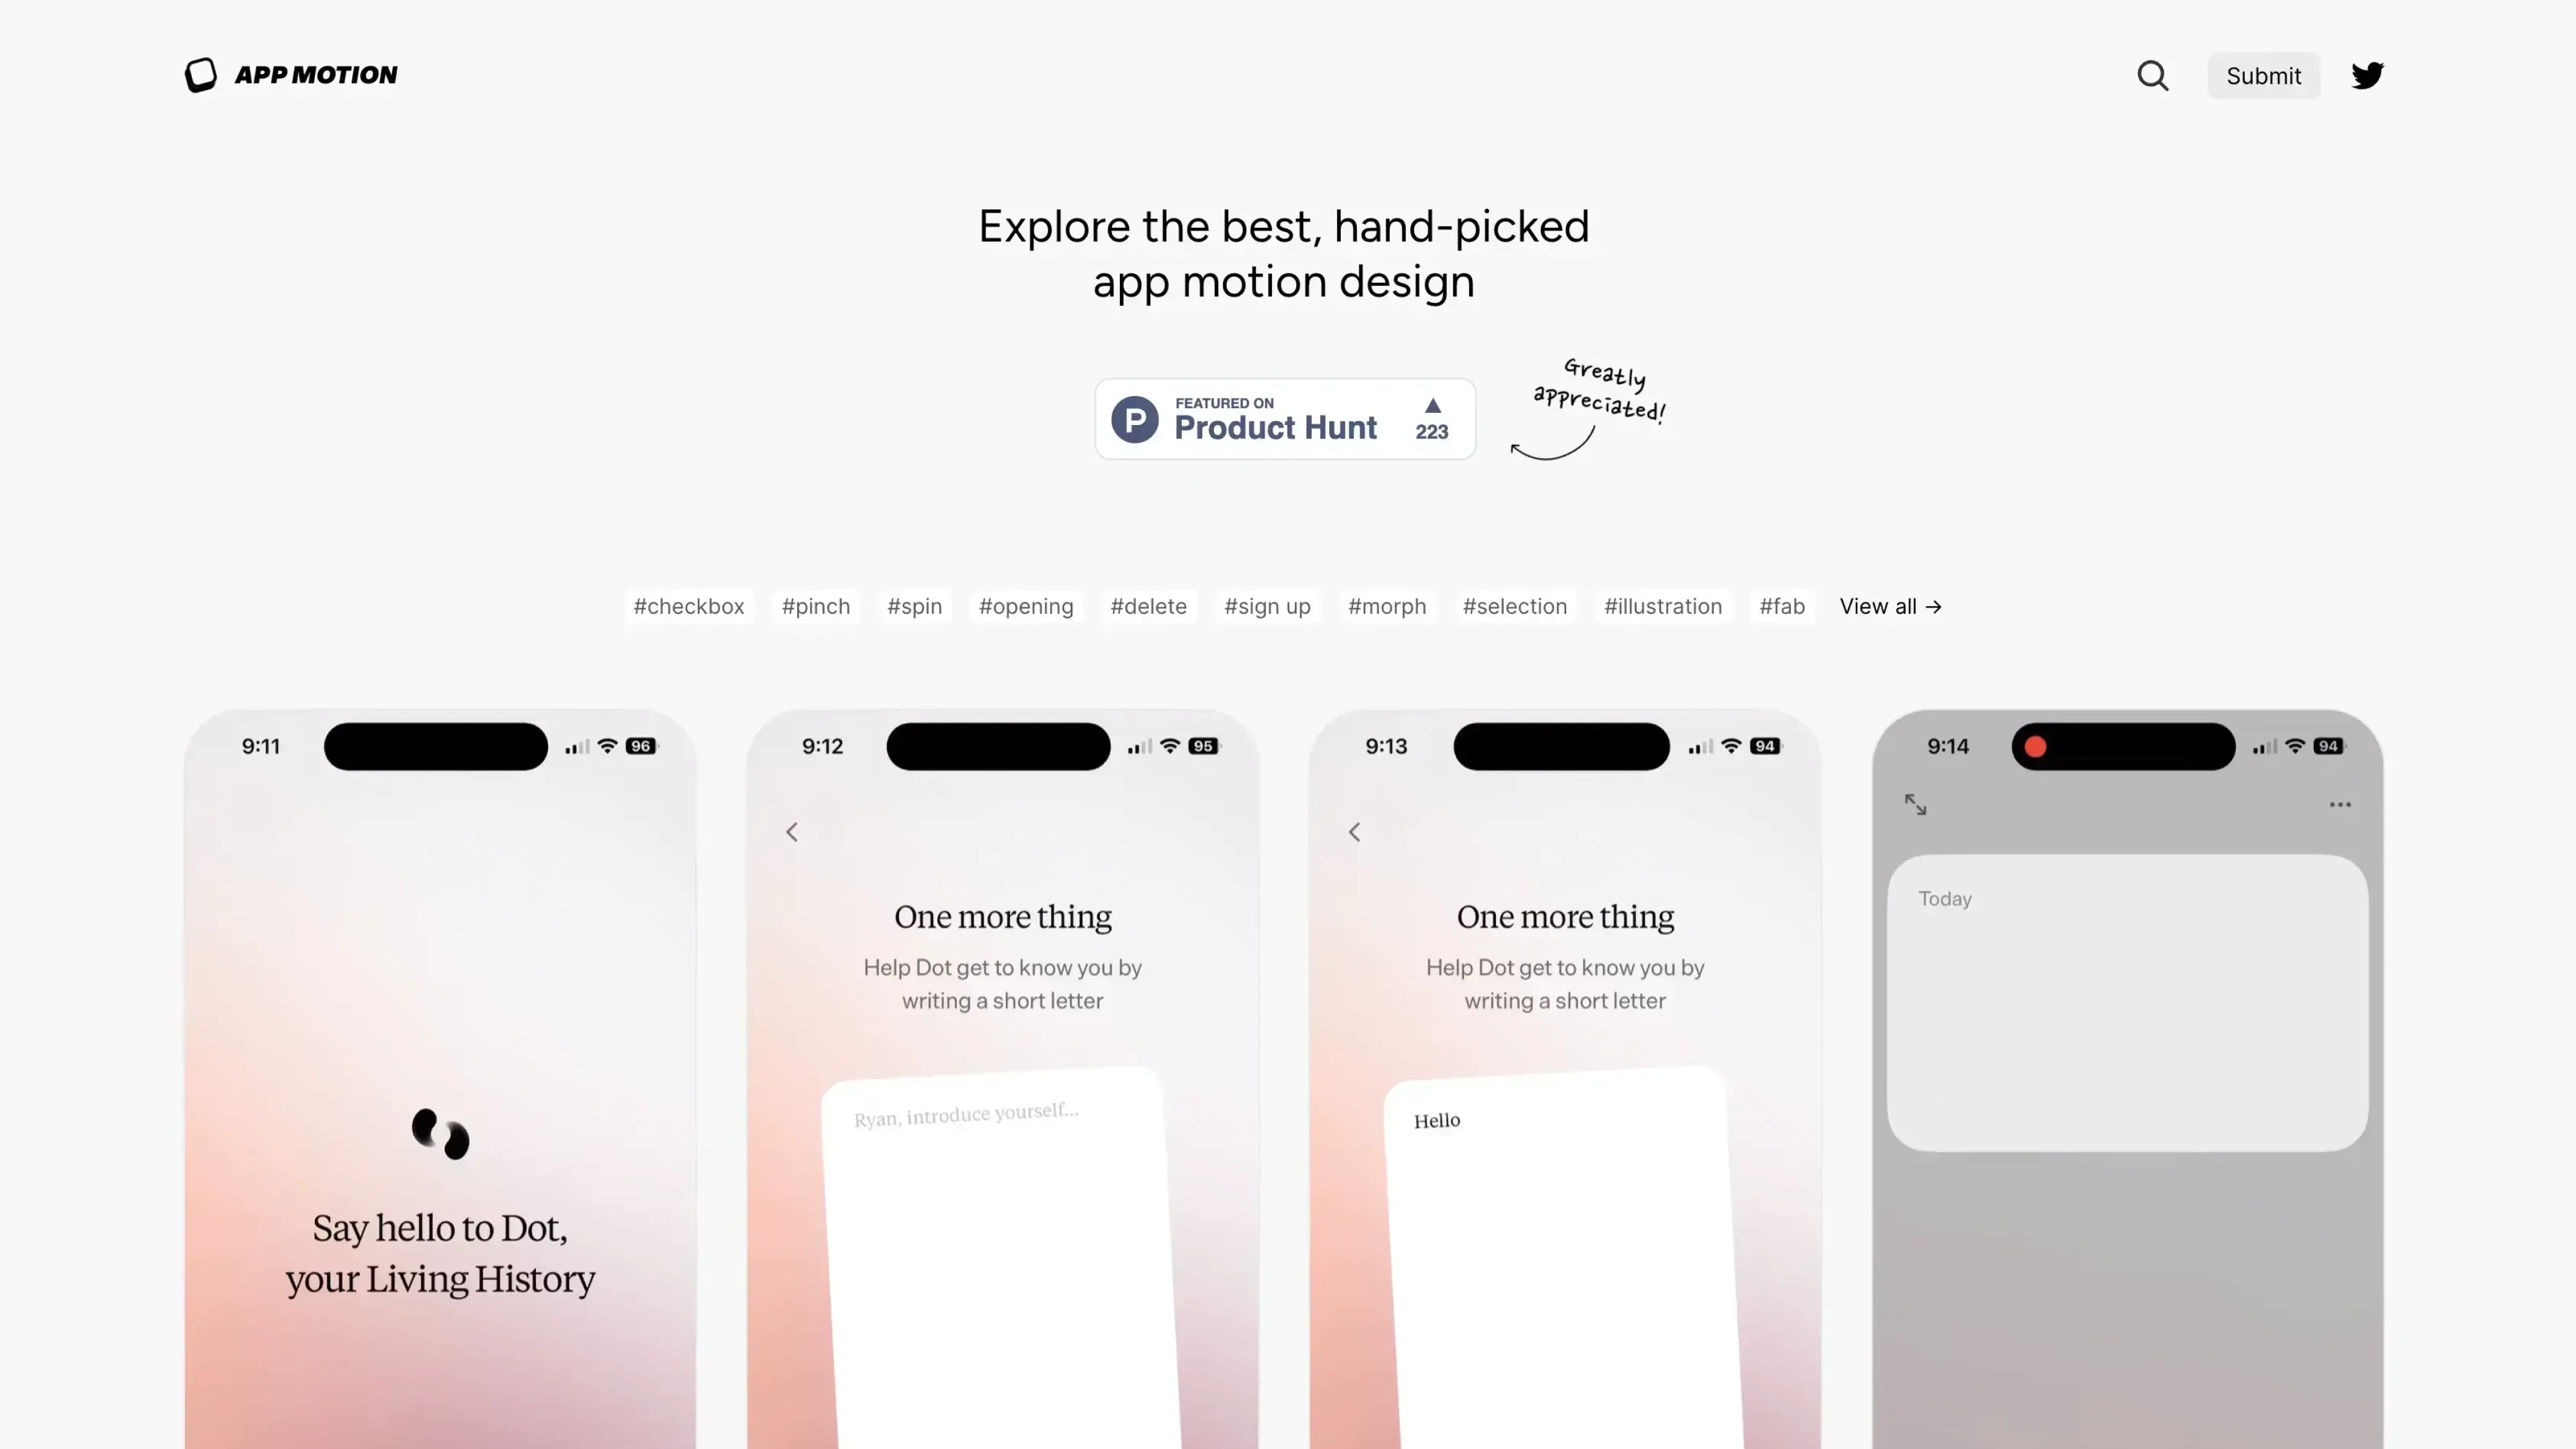 APP MOTION
Submit
Explore the best, hand-picked
app motion design
FEATURED ON
Product Hunt
223
Greatly
appreciated!
#checkbox #pinch #spin #opening #delete #sign up #morph #selection #illustration #fab View all →
9:11 96
Say hello to Dot,
your Living History
9:12 95
One more thing
Help Dot get to know you by
writing a short letter
Ryan, introduce yourself...
9:13 94
One more thing
Help Dot get to know you by
writing a short letter
Hello
9:14 94
Today